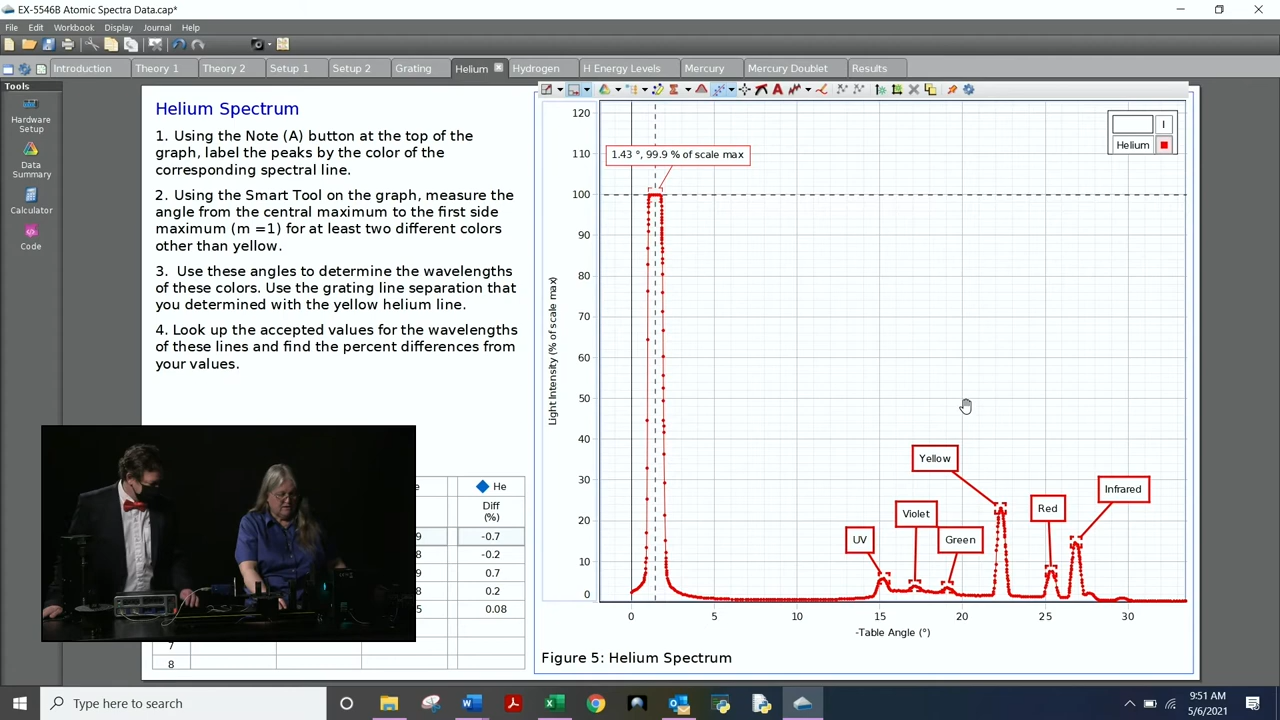 EX-5546B Atomic Spectra Data.cap*
File Edit Workbook Display Journal Help
Introduction Theory 1 Theory 2 Setup 1 Setup 2 Grating Helium Hydrogen H Energy Levels Mercury Mercury Doublet Results
Tools
Hardware
Setup
Data
Summary
Calculator
Code
Helium Spectrum
1. Using the Note (A) button at the top of the
graph, label the peaks by the color of the
corresponding spectral line.
2. Using the Smart Tool on the graph, measure the
angle from the central maximum to the first side
maximum (m =1) for at least two different colors
other than yellow.
3. Use these angles to determine the wavelengths
of these colors. Use the grating line separation that
you determined with the yellow helium line.
4. Look up the accepted values for the wavelengths
of these lines and find the percent differences from
your values.
e He
Diff
(%)
9 -0.7
8 -0.2
9 0.7
8 0.2
5 0.08
7
8
120
110
100
90
80
70
60
50
40
30
20
10
0
Light Intensity (% of scale max)
1.43 °, 99.9 % of scale max
I
Helium
UV
Violet
Green
Yellow
Red
Infrared
0 5 10 15 20 25 30
-Table Angle (°)
Figure 5: Helium Spectrum
Type here to search
9:51 AM
5/6/2021